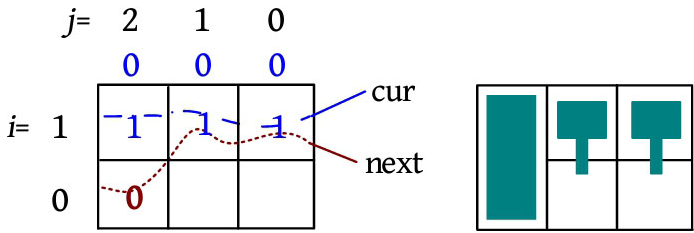 j= 2 1 0
0 0 0
cur
i= 1 1 1 1
next
0 0